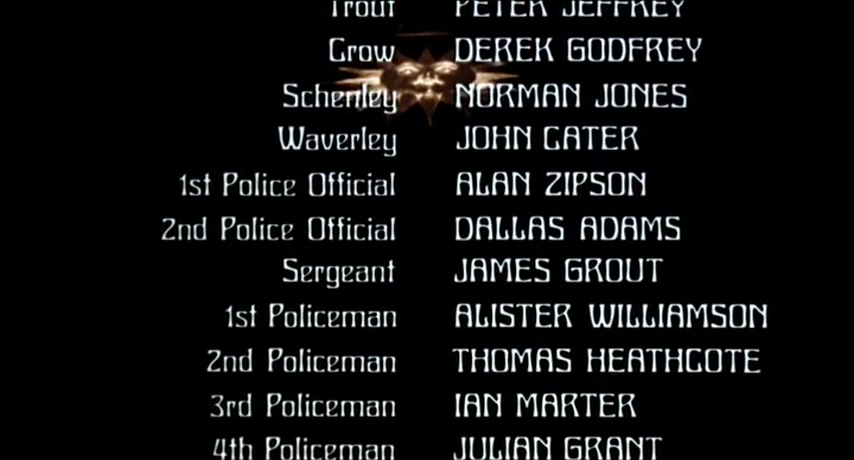 Trout PETER JEFFREY
Crow DEREK GODFREY
Schenley NORMAN JONES
Waverley JOHN CATER
1st Police Official ALAN ZIPSON
2nd Police Official DALLAS ADAMS
Sergeant JAMES GROUT
1st Policeman ALISTER WILLIAMSON
2nd Policeman THOMAS HEATHCOTE
3rd Policeman IAN MARTER
4th Policeman JULIAN GRANT